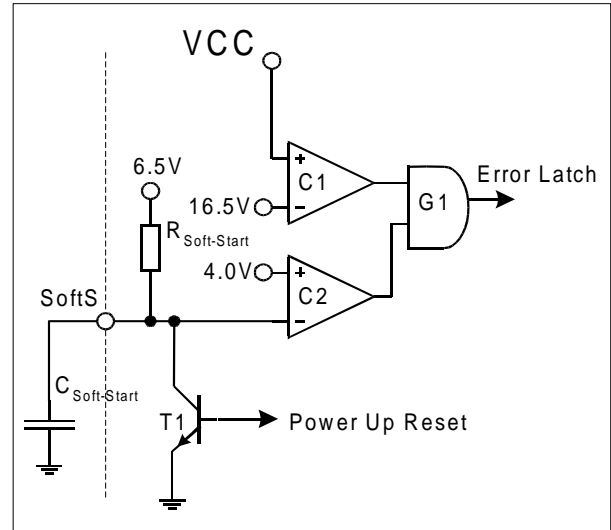 VCC
6.5V
C1
Error Latch
G1
16.5V
R Soft-Start
4.0V
C2
SoftS
C Soft-Start
T1
Power Up Reset
+
-
+
-